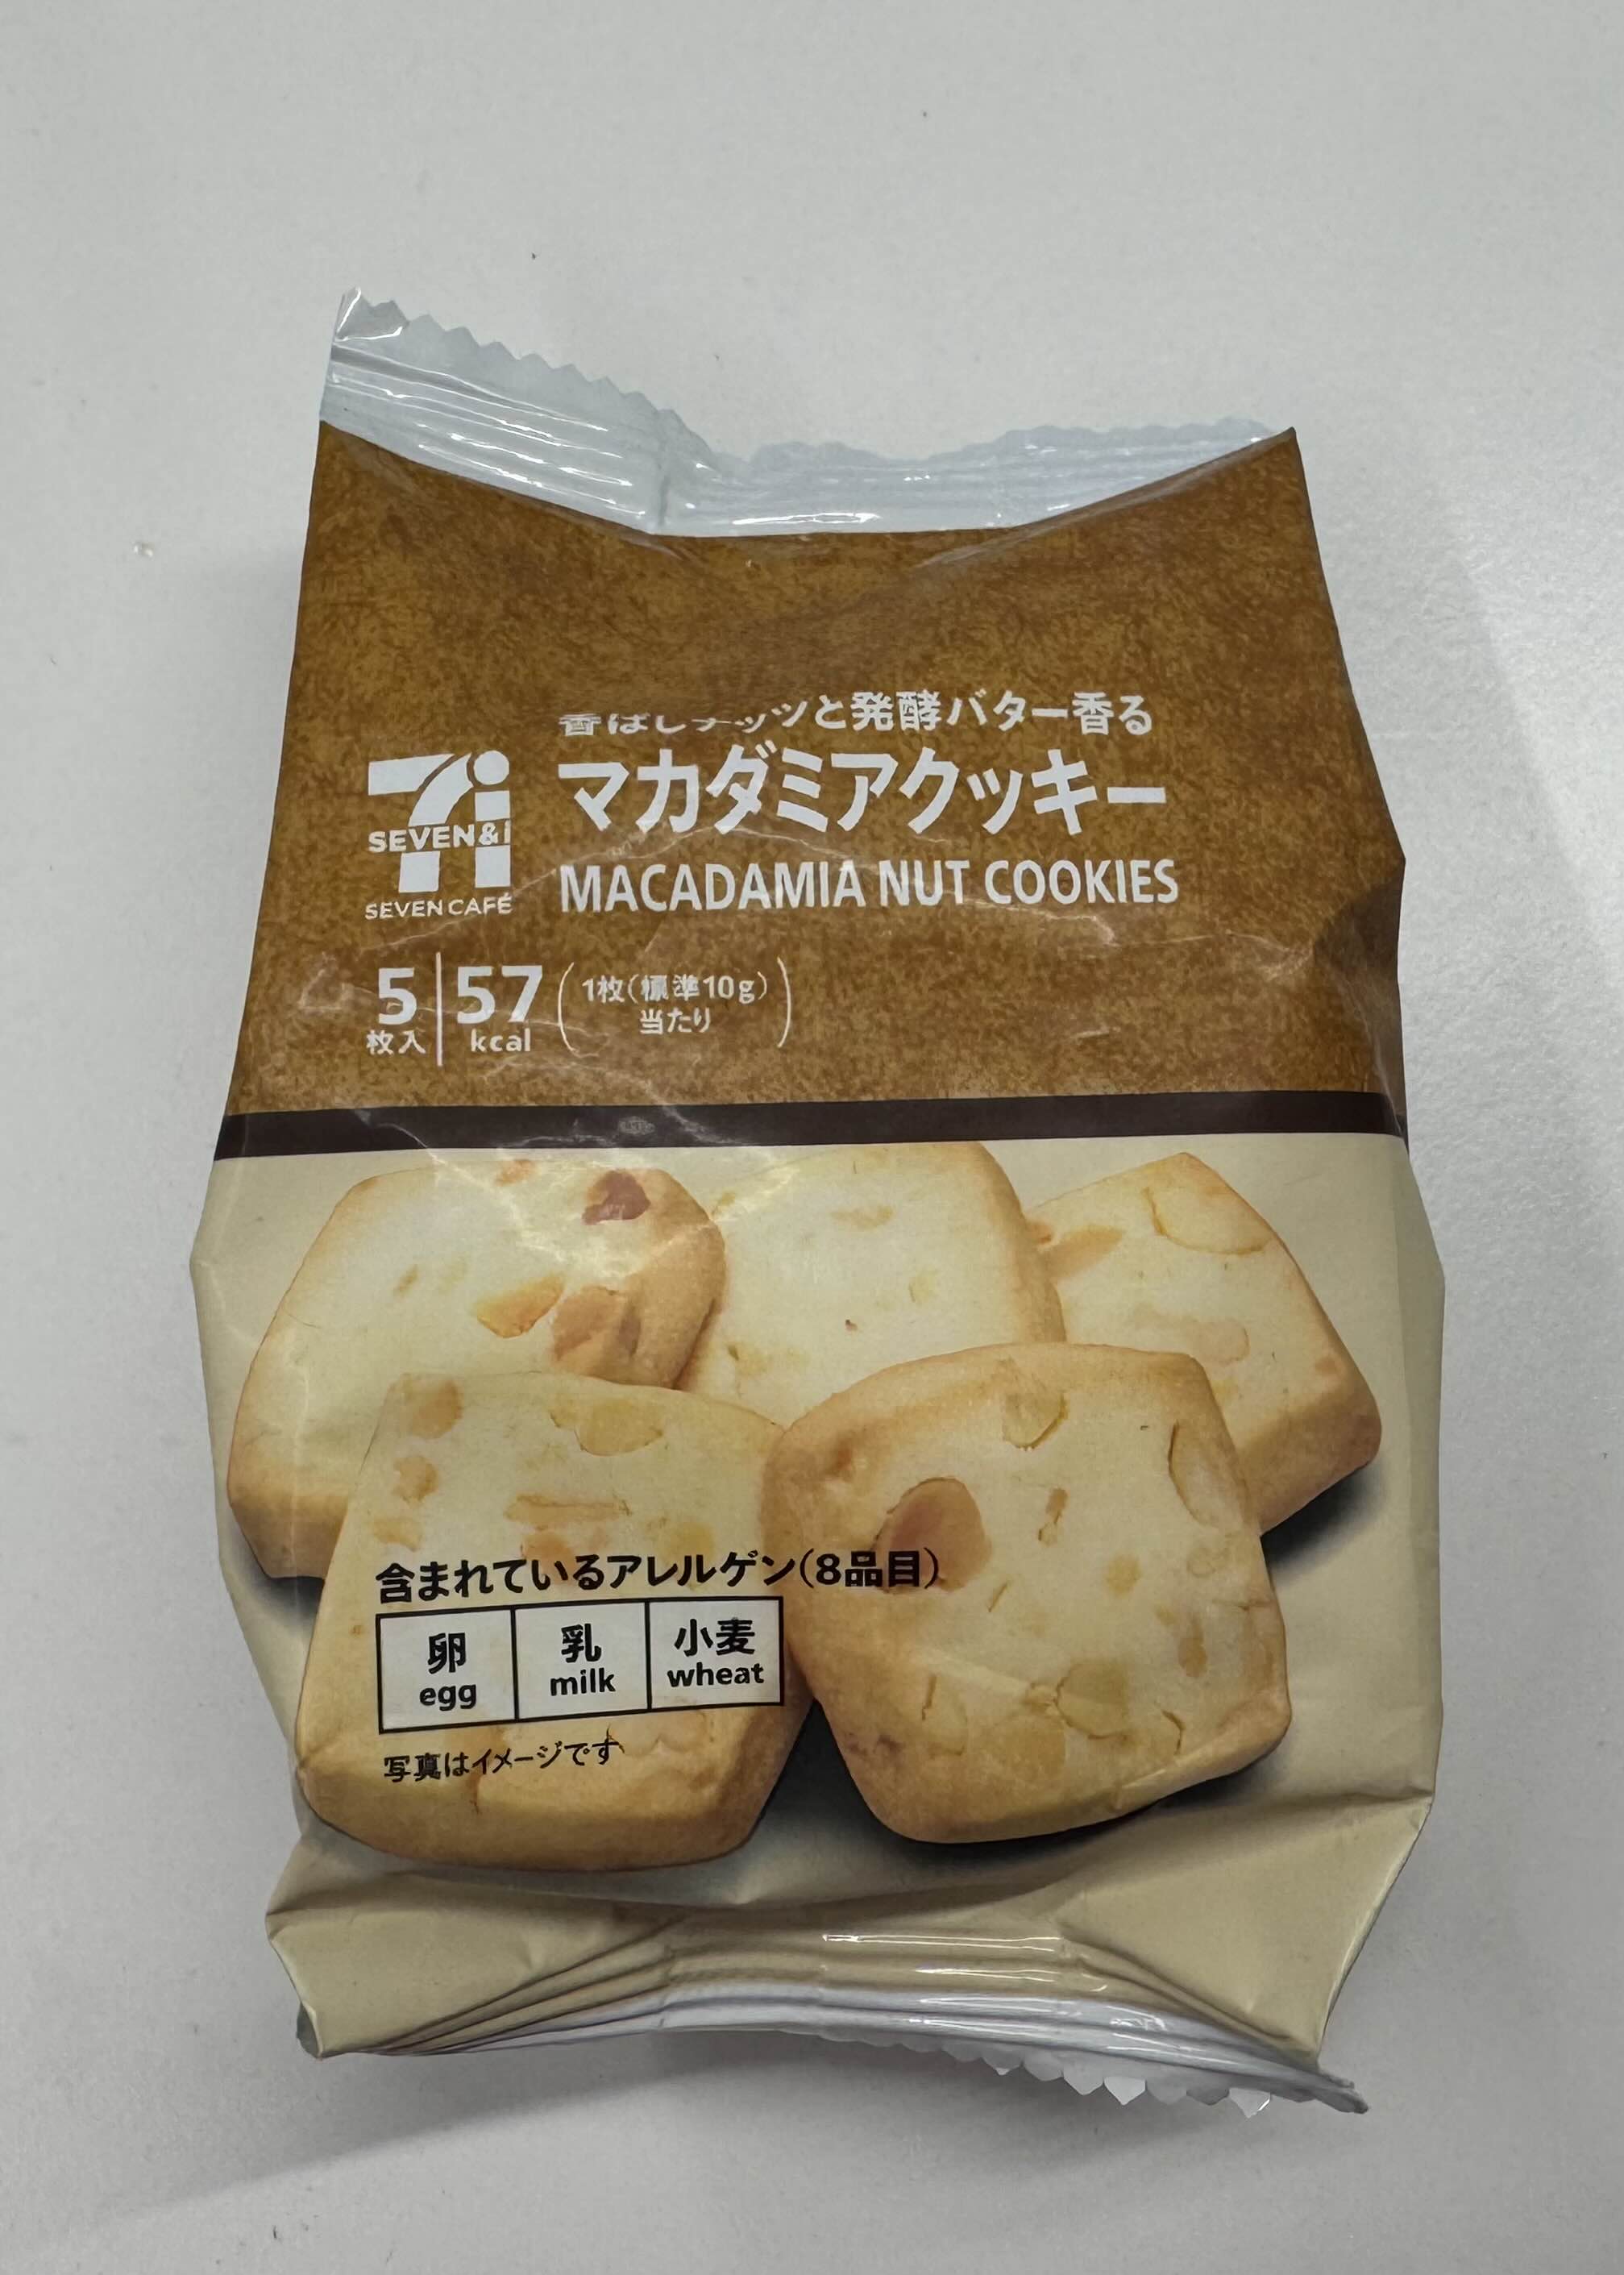 香ばしナッツと発酵バター香る
マカダミアクッキー
MACADAMIA NUT COOKIES
SEVEN&i
SEVEN CAFÉ
5枚入
57kcal
1枚(標準10g)
当たり
含まれているアレルゲン(8品目)
卵 乳 小麦
egg milk wheat
写真はイメージです